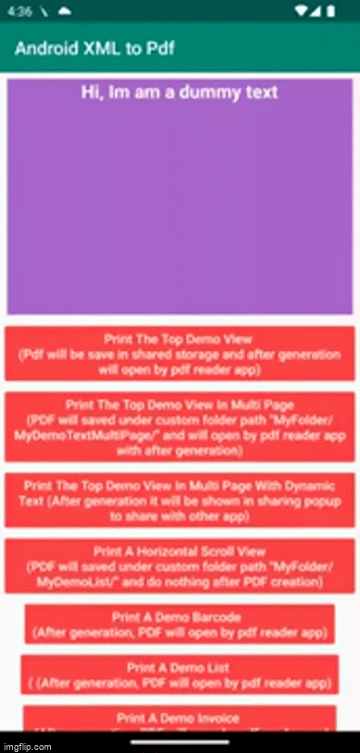 4:36
Android XML to Pdf
Hi, Im am a dummy text
Print The Top Demo View
(Pdf will be save in shared storage and after generation
will open by pdf reader app)
Print The Top Demo View In Multi Page
(PDF will saved under custom folder path "MyFolder/
MyDemoTextMultiPage/" and will open by pdf reader app
with after generation)
Print The Top Demo View In Multi Page With Dynamic
Text (After generation it will be shown in sharing popup
to share with other app)
Print A Horizontal Scroll View
(PDF will saved under custom folder path "MyFolder/
MyDemoList/" and do nothing after PDF creation)
Print A Demo Barcode
(After generation, PDF will open by pdf reader app)
Print A Demo List
( (After generation, PDF will open by pdf reader app)
Print A Demo Invoice
imgflip.com